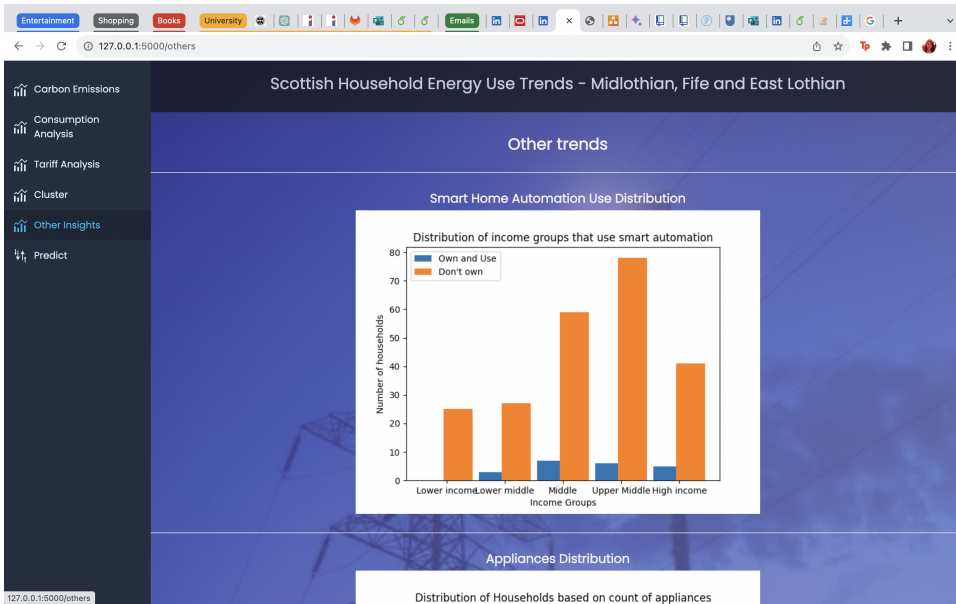 Entertainment Shopping Books University Emails
127.0.0.1:5000/others
Scottish Household Energy Use Trends - Midlothian, Fife and East Lothian
Carbon Emissions
Consumption
Analysis
Tariff Analysis
Cluster
Other Insights
Predict
Other trends
Smart Home Automation Use Distribution
Distribution of income groups that use smart automation
Own and Use
Don't own
Number of households
80
70
60
50
40
30
20
10
0
Lower income Lower middle Middle Upper Middle High income
Income Groups
Appliances Distribution
Distribution of Households based on count of appliances
127.0.0.1:5000/others